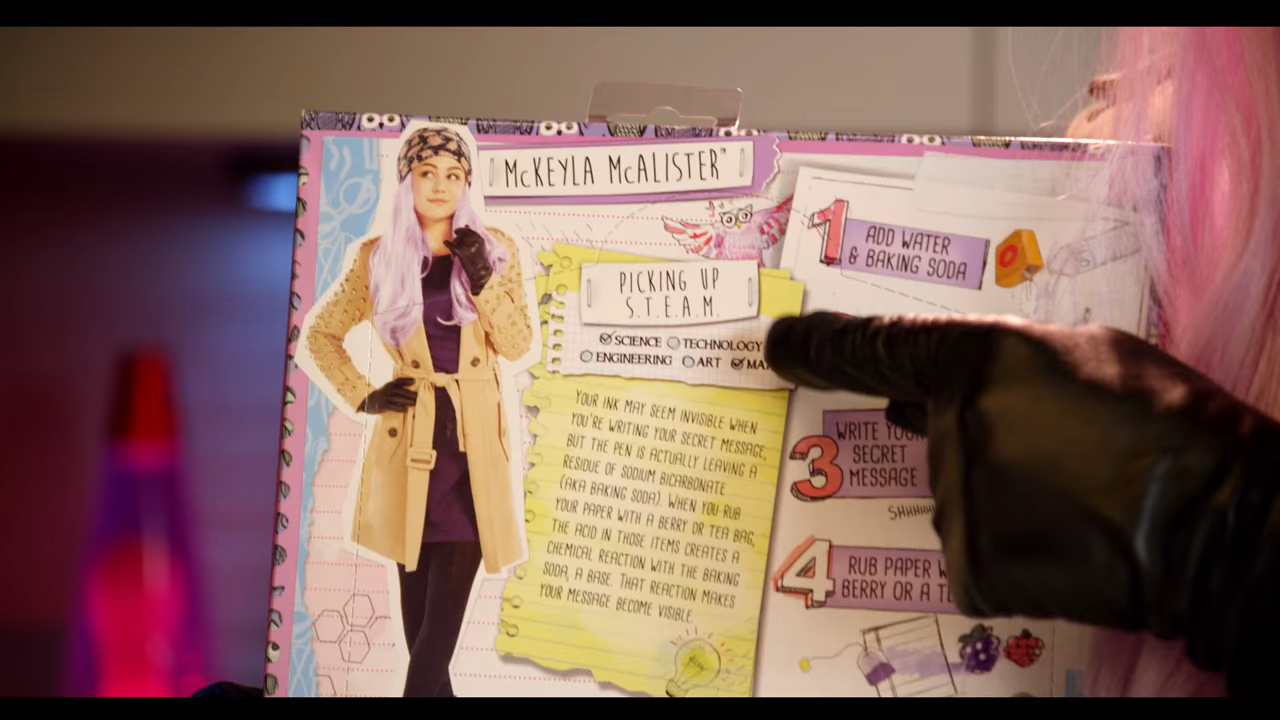 McKEYLA McALISTER™
PICKING UP
S.T.E.A.M.
SCIENCE TECHNOLOGY
ENGINEERING ART
YOUR INK MAY SEEM INVISIBLE WHEN
YOU'RE WRITING YOUR SECRET MESSAGE,
BUT THE PEN IS ACTUALLY LEAVING A
RESIDUE OF SODIUM BICARBONATE
(AKA BAKING SODA). WHEN YOU RUB
YOUR PAPER WITH A BERRY OR TEA BAG,
THE ACID IN THOSE ITEMS CREATES A
CHEMICAL REACTION WITH THE BAKING
SODA, A BASE. THAT REACTION MAKES
YOUR MESSAGE BECOME VISIBLE.
1
ADD WATER
& BAKING SODA
3
WRITE YOUR
SECRET
MESSAGE
4
RUB PAPER
BERRY OR A